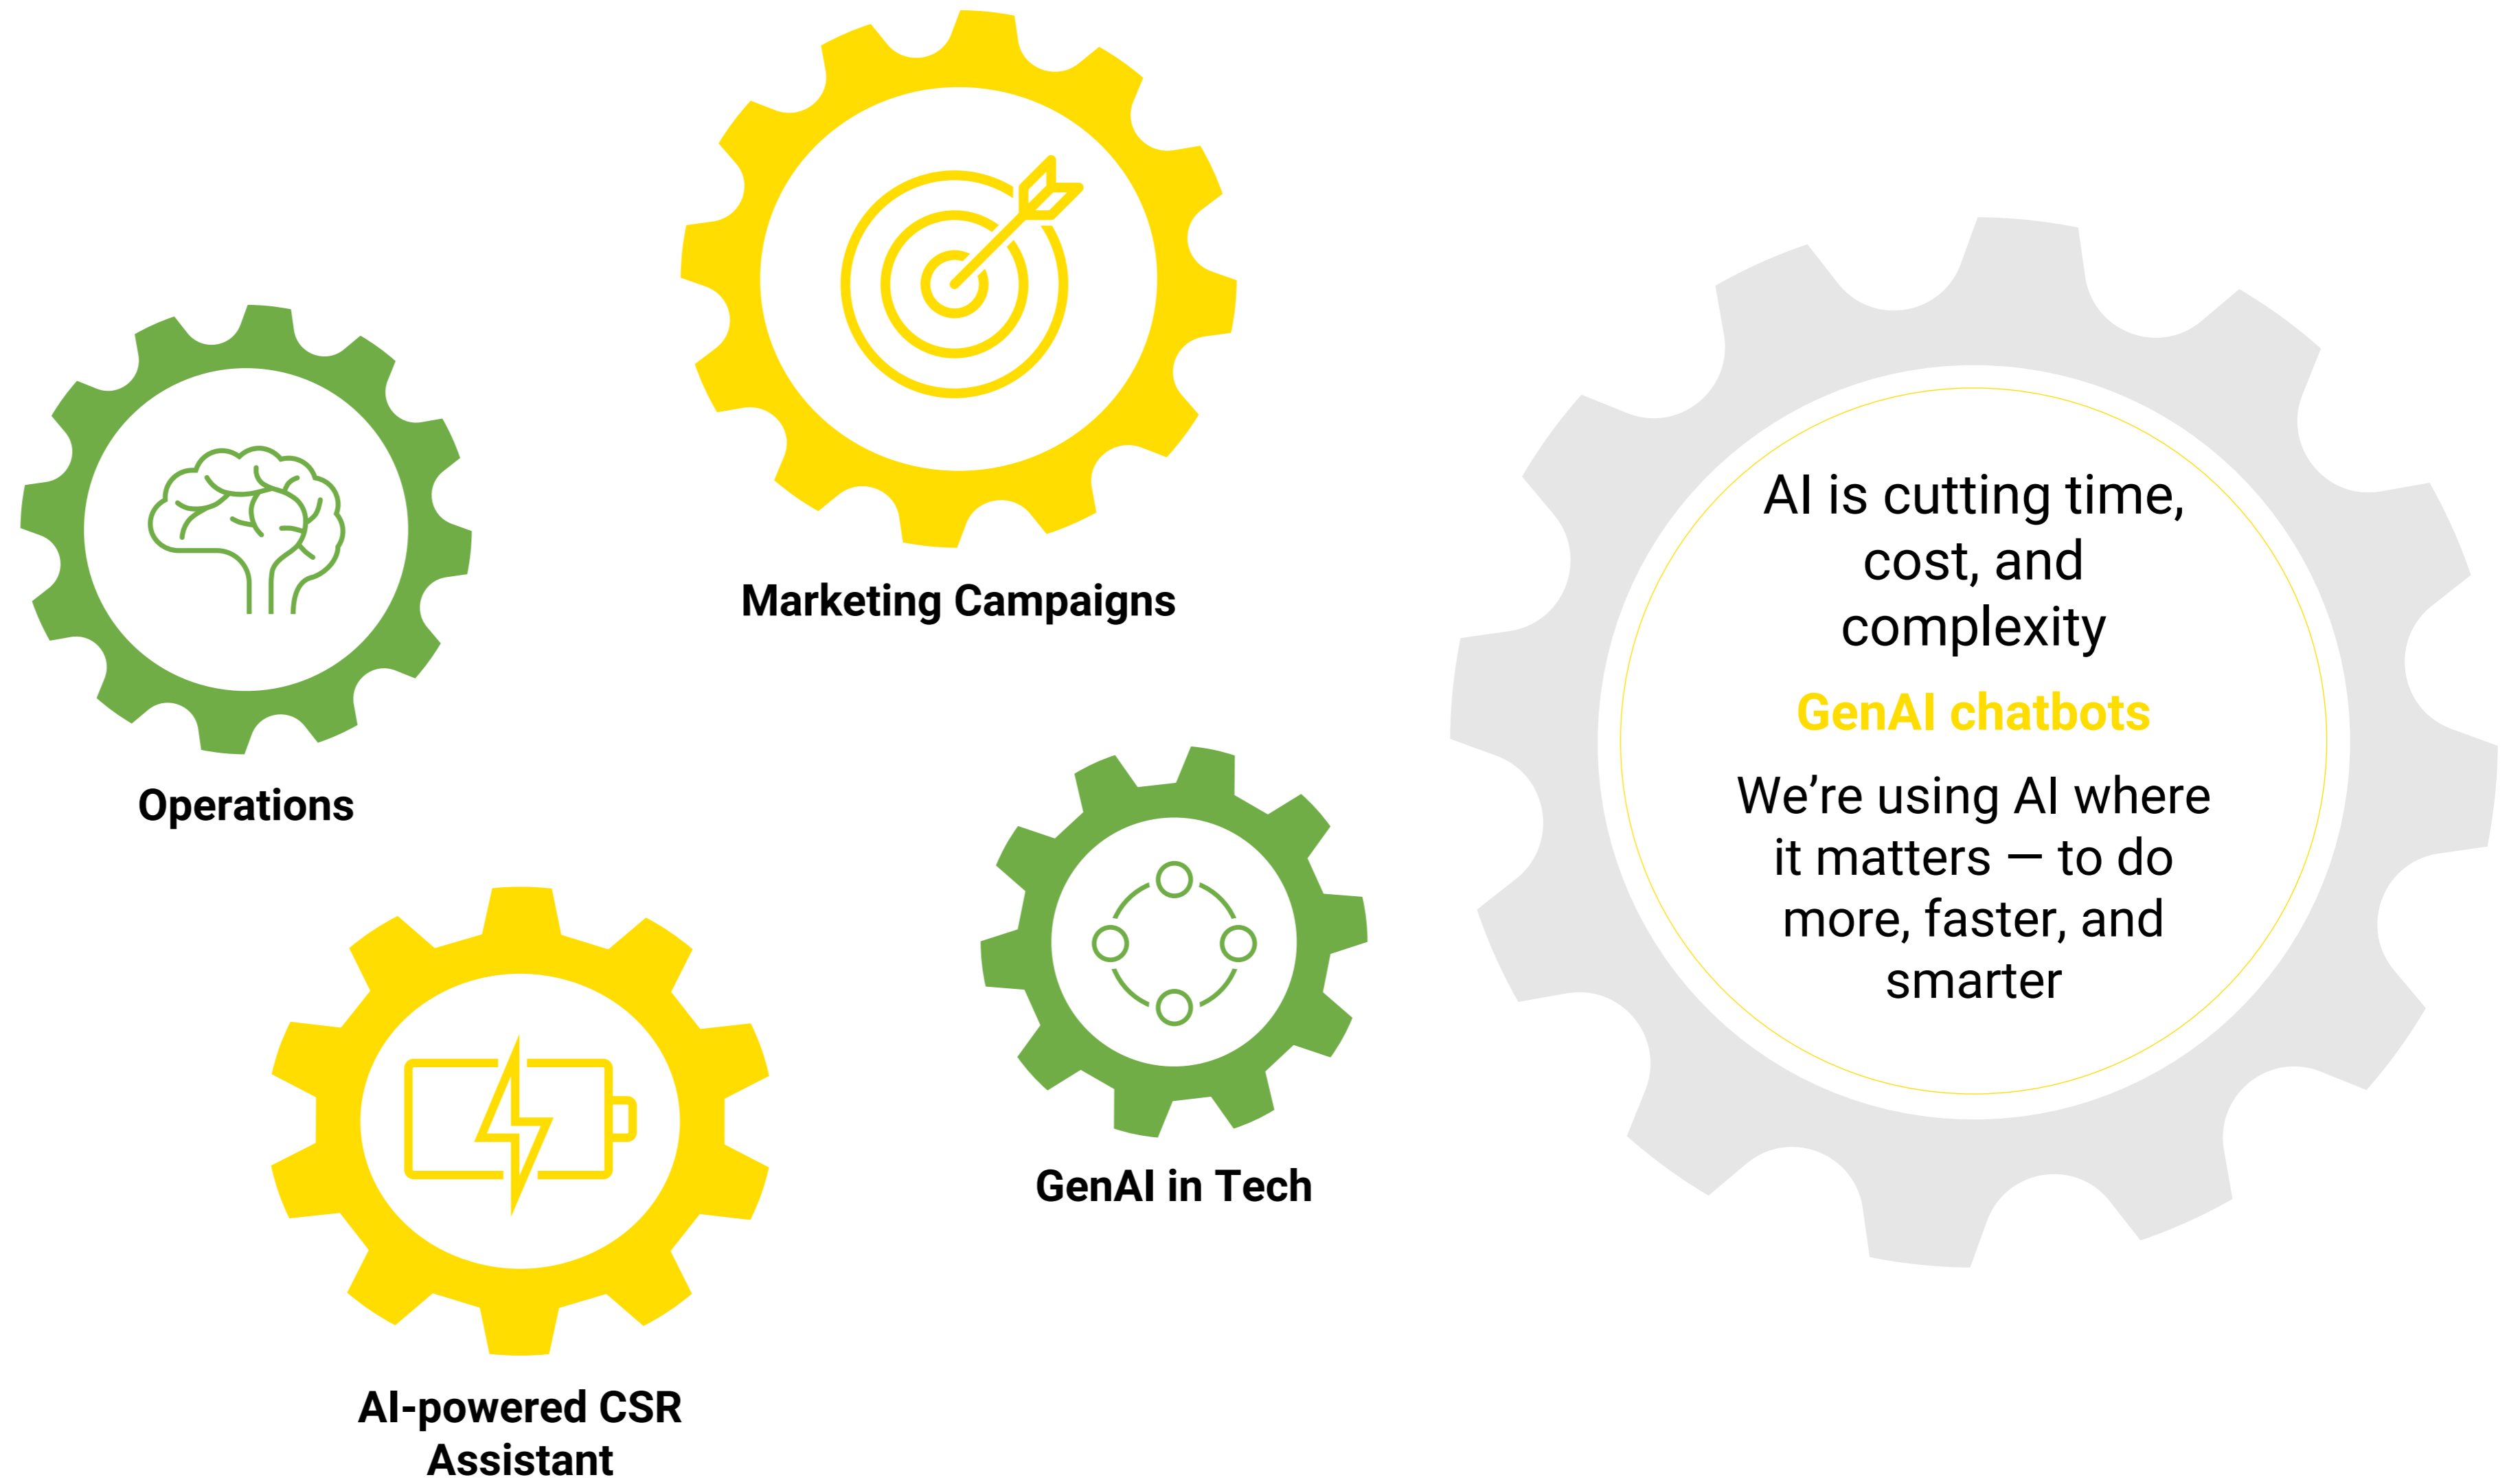 Marketing Campaigns
Operations
GenAI in Tech
AI-powered CSR
Assistant
AI is cutting time,
cost, and
complexity
GenAI chatbots
We’re using AI where
it matters — to do
more, faster, and
smarter